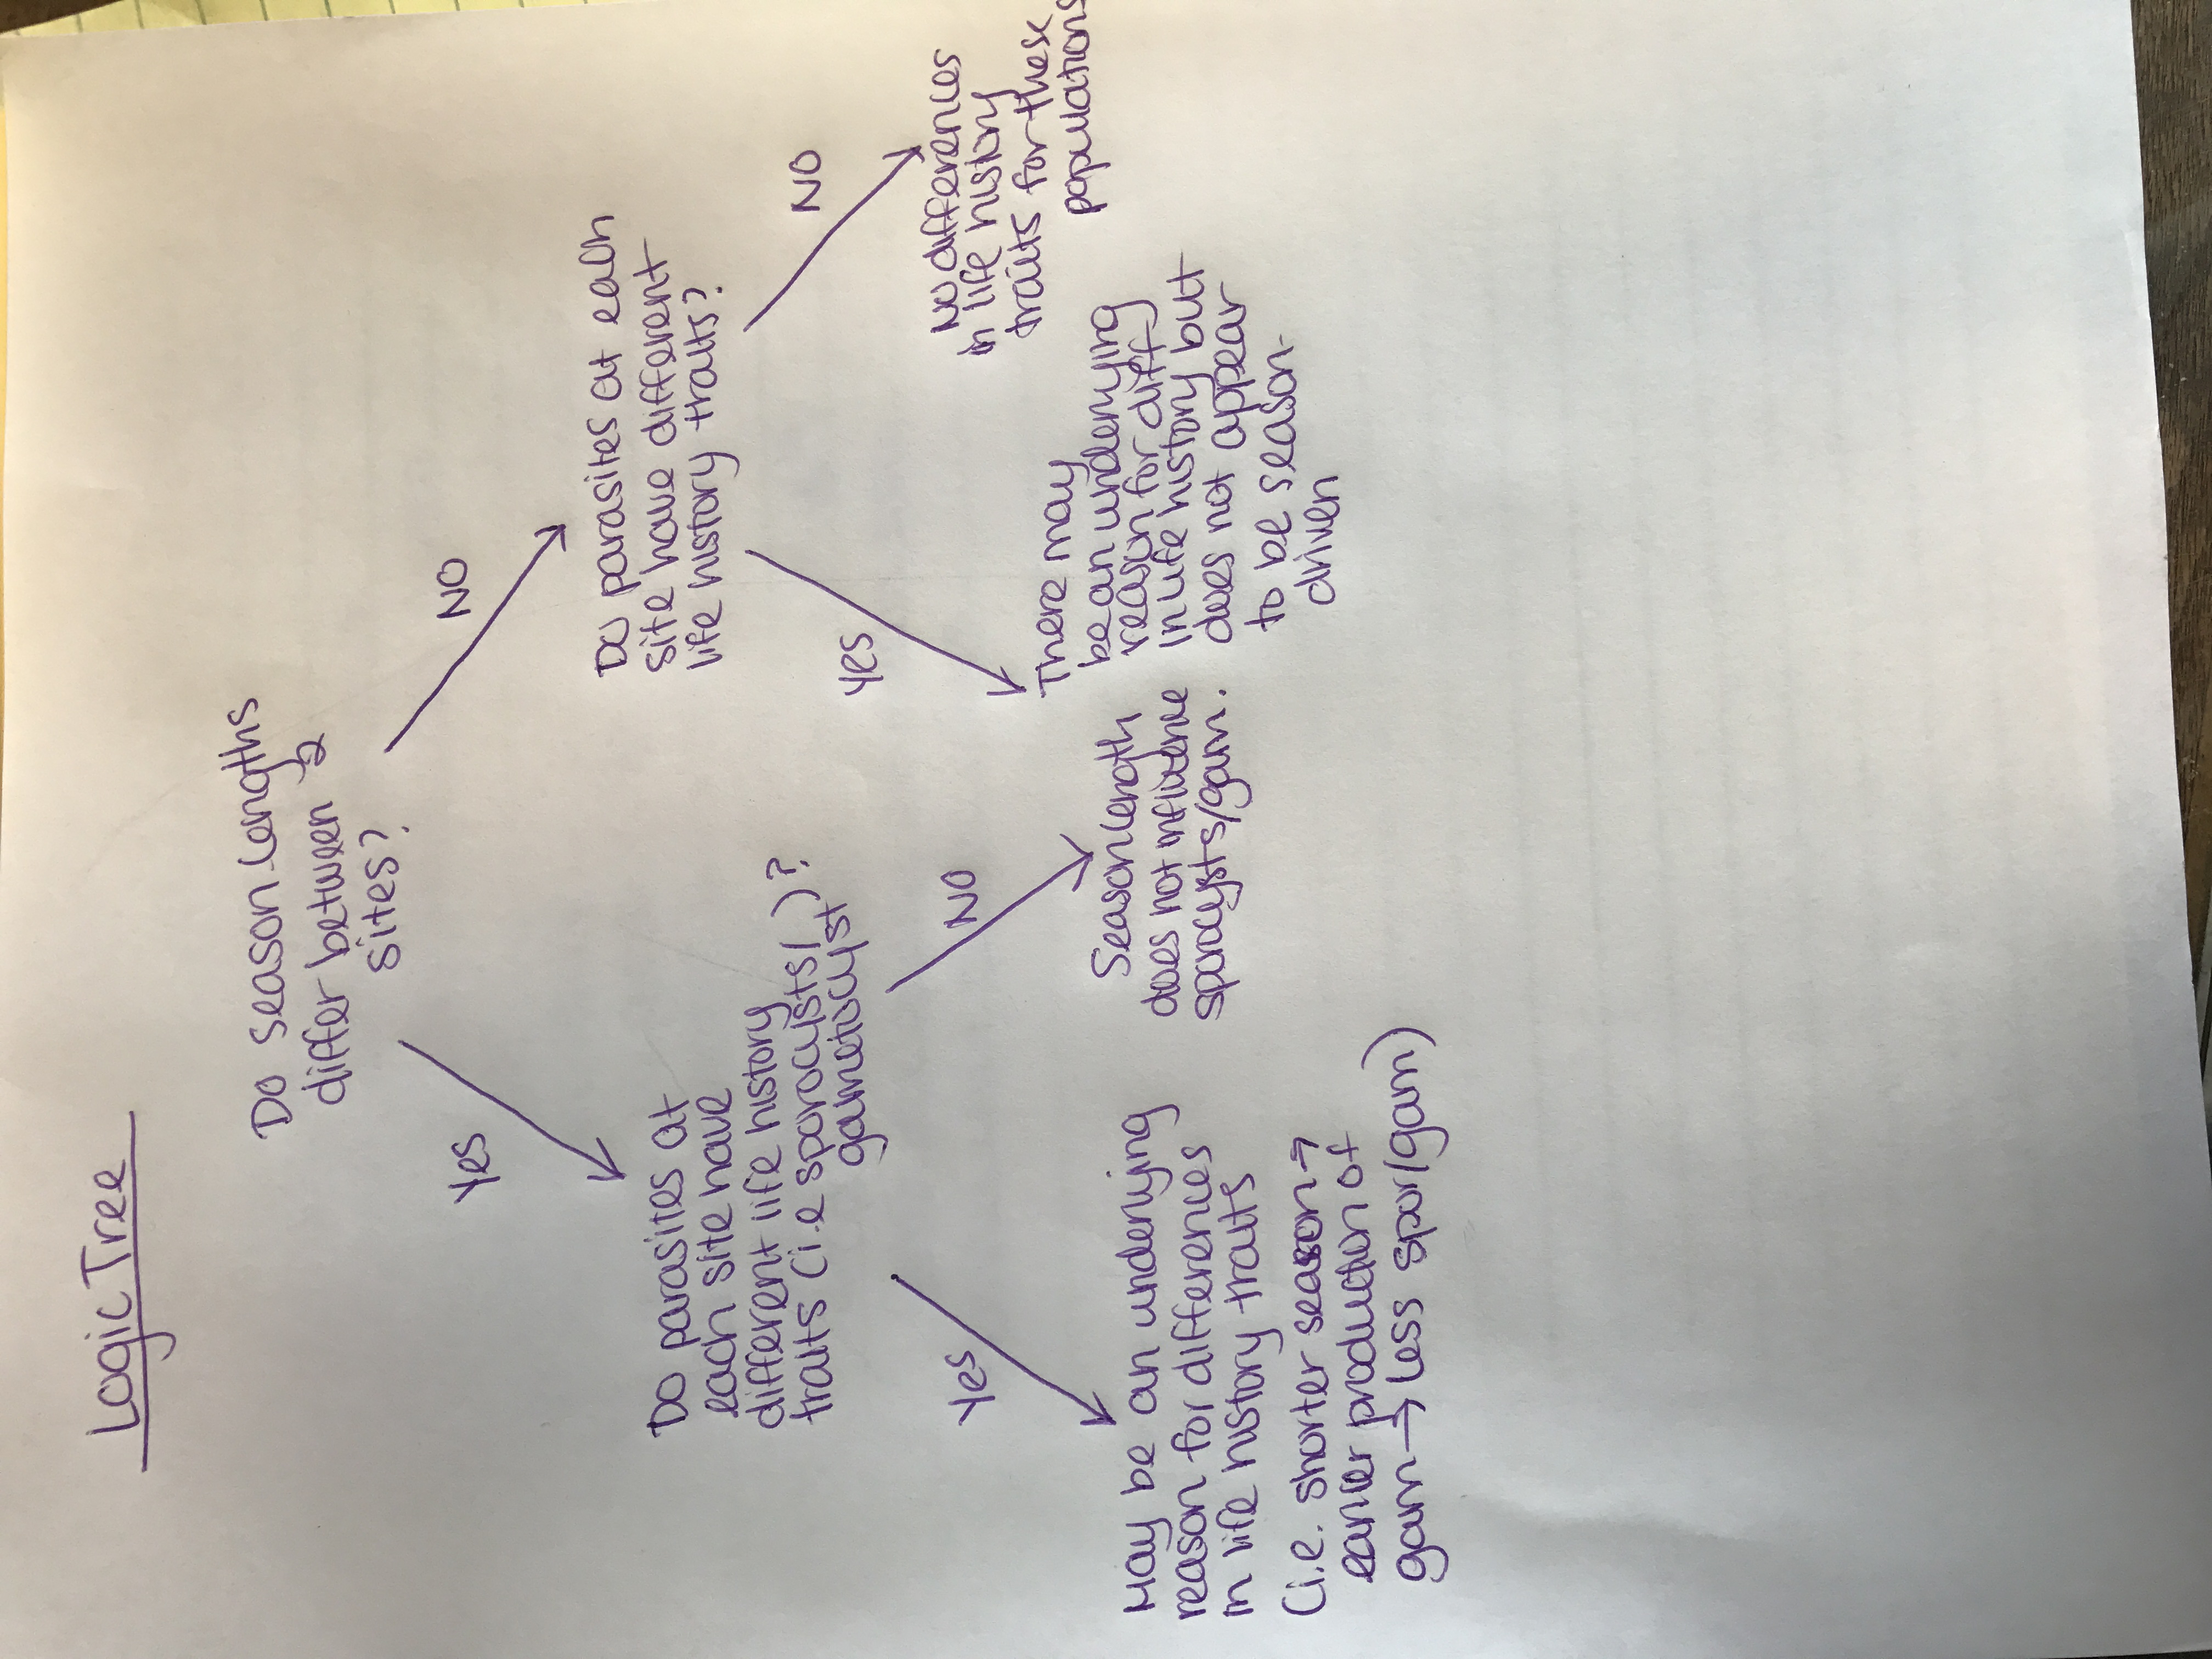 Logic Tree
Do season lengths
differ between 2
sites?
Yes
NO
Do parasites at
each site have
different life history
traits (i.e sporocysts/ )?
gametocyst
Do parasites at each
site have different
life history traits?
Yes
NO
Yes
NO
May be an underlying
reason for differences
in life history traits
(i.e. shorter season →
earlier production of
gam → less spor/gam)
Season length
does not influence
sporocysts/gam.
There may
be an underlying
reason for diff
in life history but
does not appear
to be season-
driven
No differences
in life history
traits for these
populations